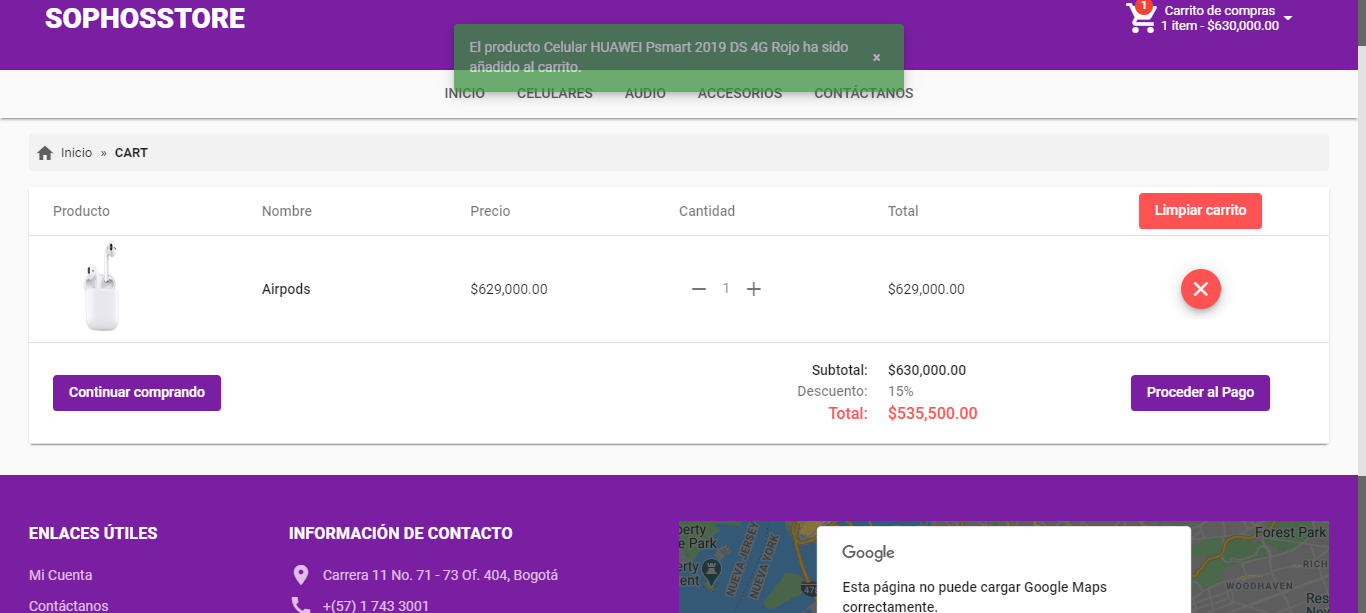 SOPHOSSTORE
1
Carrito de compras
1 item - $630,000.00
El producto Celular HUAWEI Psmart 2019 DS 4G Rojo ha sido
añadido al carrito.
×
INICIO CELULARES AUDIO ACCESORIOS CONTÁCTANOS
Inicio » CART
Producto Nombre Precio Cantidad Total Limpiar carrito
Airpods $629,000.00 1 $629,000.00
Subtotal: $630,000.00
Descuento: 15%
Total: $535,500.00
Continuar comprando
Proceder al Pago
ENLACES ÚTILES
Mi Cuenta
Contáctanos
INFORMACIÓN DE CONTACTO
Carrera 11 No. 71 - 73 Of. 404, Bogotá
+(57) 1 743 3001
NUEVA JERSEY
NUEVA YORK
Forest Park
WOODHAVEN
Google
Esta página no puede cargar Google Maps
correctamente.